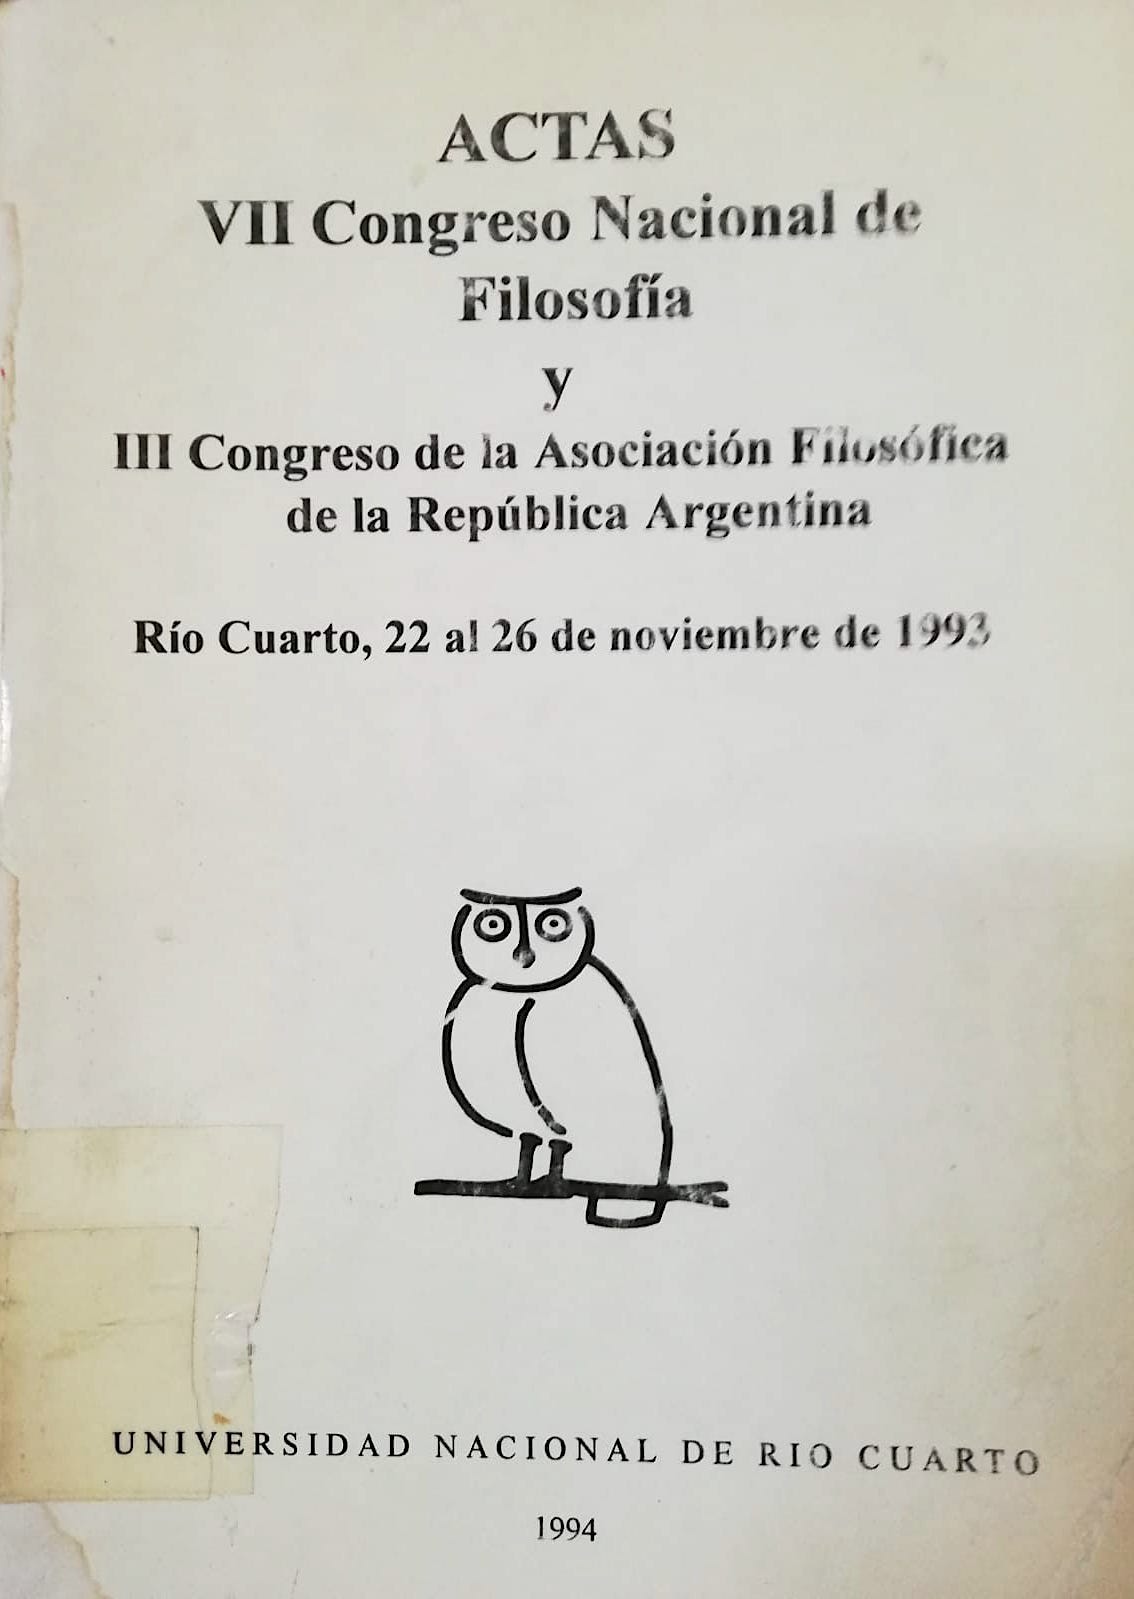 ACTAS
VII Congreso Nacional de
Filosofía
y
III Congreso de la Asociación Filosófica
de la República Argentina
Río Cuarto, 22 al 26 de noviembre de 1993
UNIVERSIDAD NACIONAL DE RIO CUARTO
1994